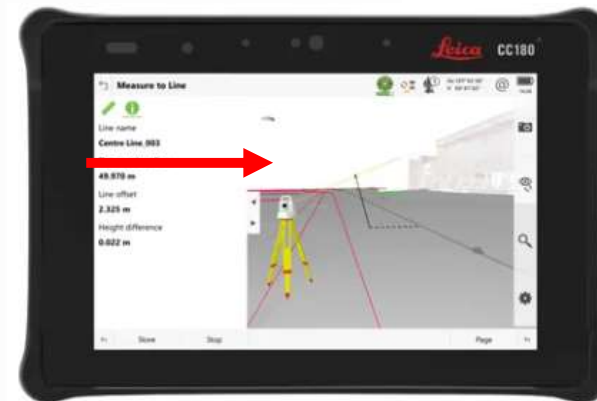 Leica CC180
Measure to Line
Line name
Centre Line_003
49.970 m
Line offset
2.325 m
Height difference
0.022 m
Store
Stop
Page